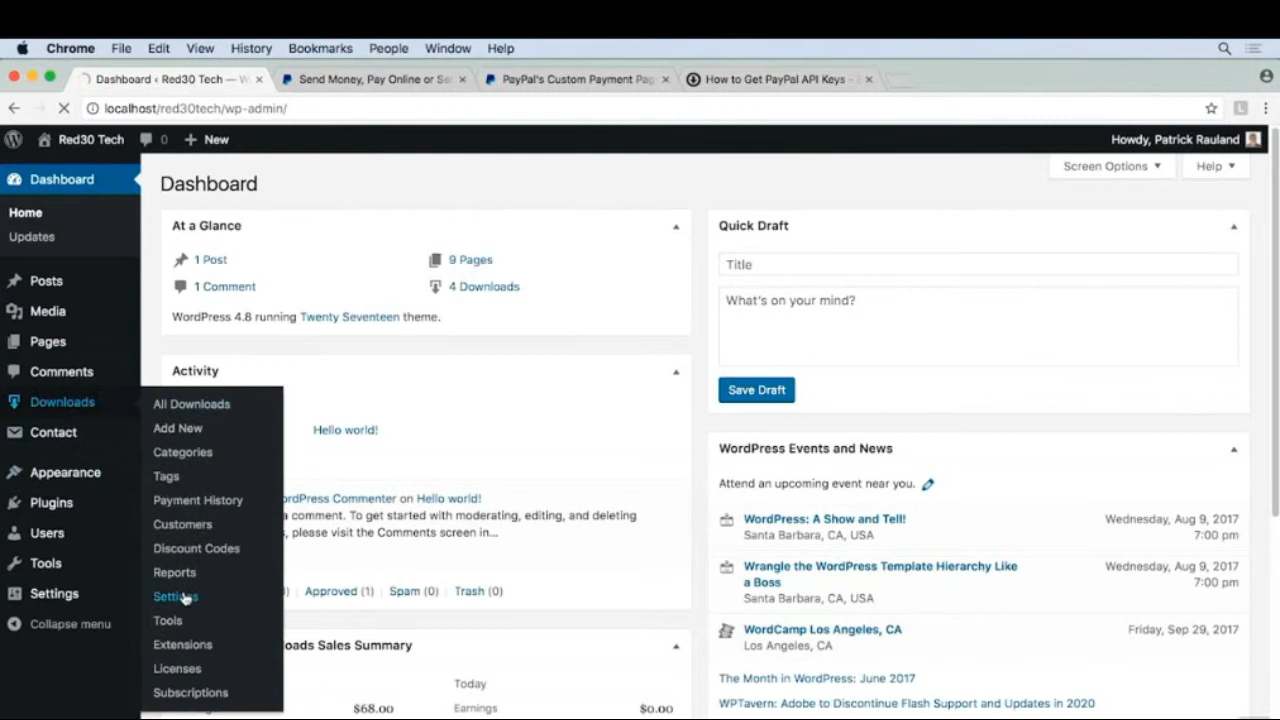 Chrome File Edit View History Bookmarks People Window Help
Dashboard ‹ Red30 Tech — W
Send Money, Pay Online or Se
PayPal's Custom Payment Pag
How to Get PayPal API Keys -
localhost/red30tech/wp-admin/
Red30 Tech 0 New
Howdy, Patrick Rauland
Dashboard
Home
Updates
Posts
Media
Pages
Comments
Downloads
Contact
Appearance
Plugins
Users
Tools
Settings
Collapse menu
All Downloads
Add New
Categories
Tags
Payment History
Customers
Discount Codes
Reports
Settings
Tools
Extensions
Licenses
Subscriptions
Screen Options
Help
Dashboard
At a Glance
1 Post
9 Pages
1 Comment
4 Downloads
WordPress 4.8 running Twenty Seventeen theme.
Activity
Hello world!
rdPress Commenter on Hello world!
a comment. To get started with moderating, editing, and deleting
s, please visit the Comments screen in...
) Approved (1) Spam (0) Trash (0)
loads Sales Summary
Today
$68.00
Earnings
$0.00
Quick Draft
Title
What's on your mind?
Save Draft
WordPress Events and News
Attend an upcoming event near you.
WordPress: A Show and Tell!
Santa Barbara, CA, USA
Wednesday, Aug 9, 2017
7:00 pm
Wrangle the WordPress Template Hierarchy Like
a Boss
Santa Barbara, CA, USA
Wednesday, Aug 9, 2017
7:00 pm
WordCamp Los Angeles, CA
Los Angeles, CA
Friday, Sep 29, 2017
The Month in WordPress: June 2017
WPTavern: Adobe to Discontinue Flash Support and Updates in 2020